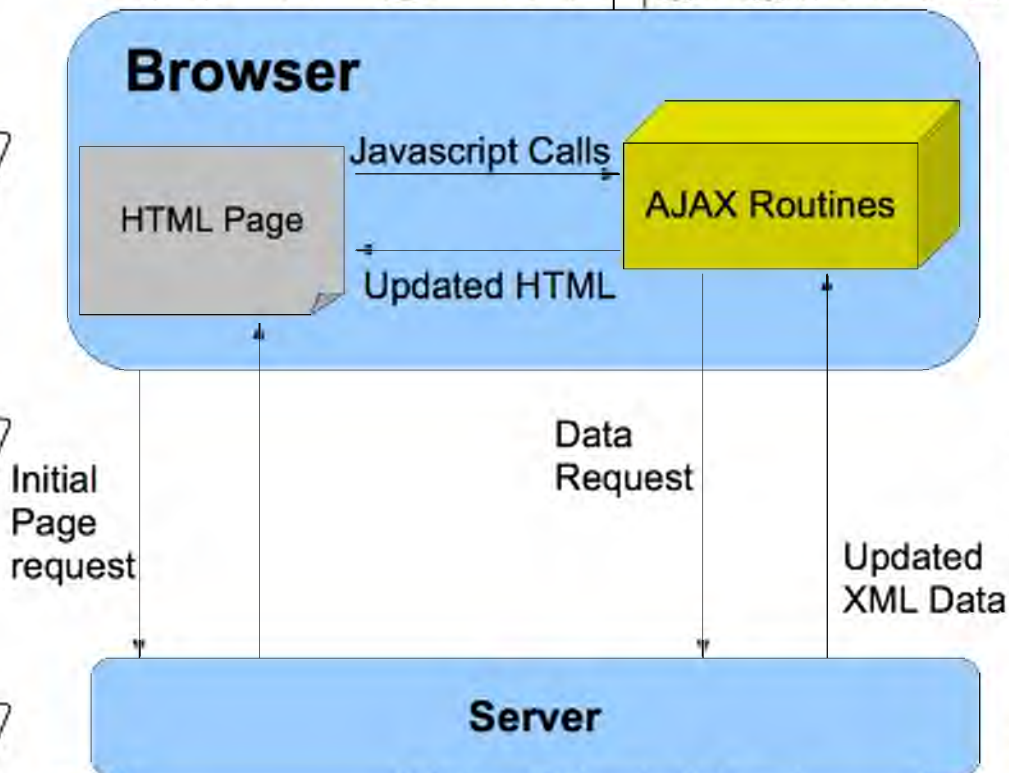 Browser
Javascript Calls
HTML Page
AJAX Routines
Updated HTML
Data
Request
Initial
Page
request
Updated
XML Data
Server